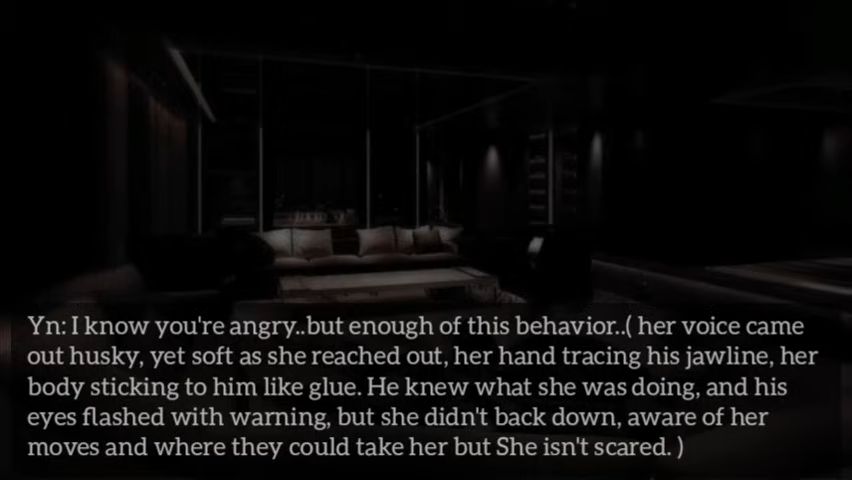 Yn: I know you're angry..but enough of this behavior..( her voice came
out husky, yet soft as she reached out, her hand tracing his jawline, her
body sticking to him like glue. He knew what she was doing, and his
eyes flashed with warning, but she didn't back down, aware of her
moves and where they could take her but She isn't scared. )